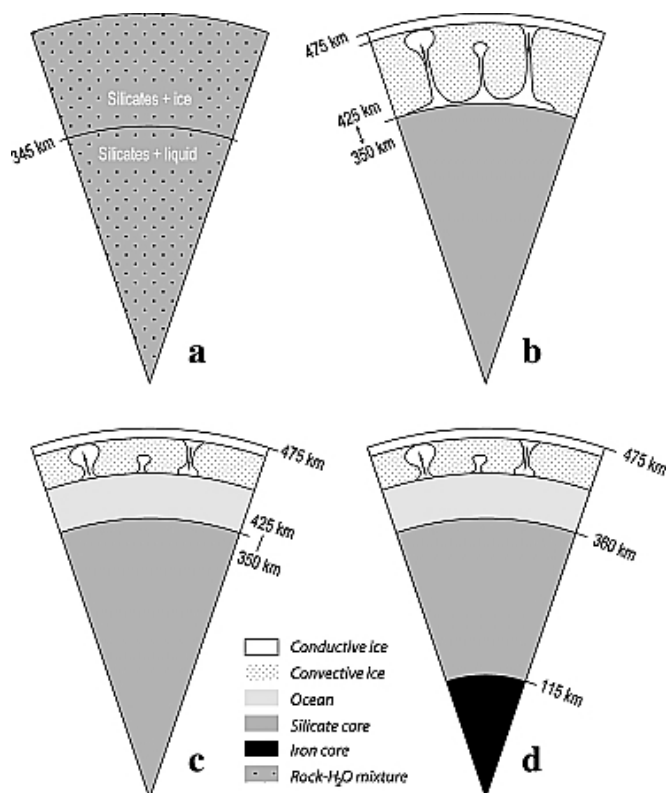 475 km
Silicates + ice
345 km
Silicates + liquid
425 km
350 km
a
b
475 km
425 km
350 km
475 km
360 km
115 km
Conductive ice
Convective Ice
Ocean
Silicate core
Iron core
Rock-H2O mixture
c
d